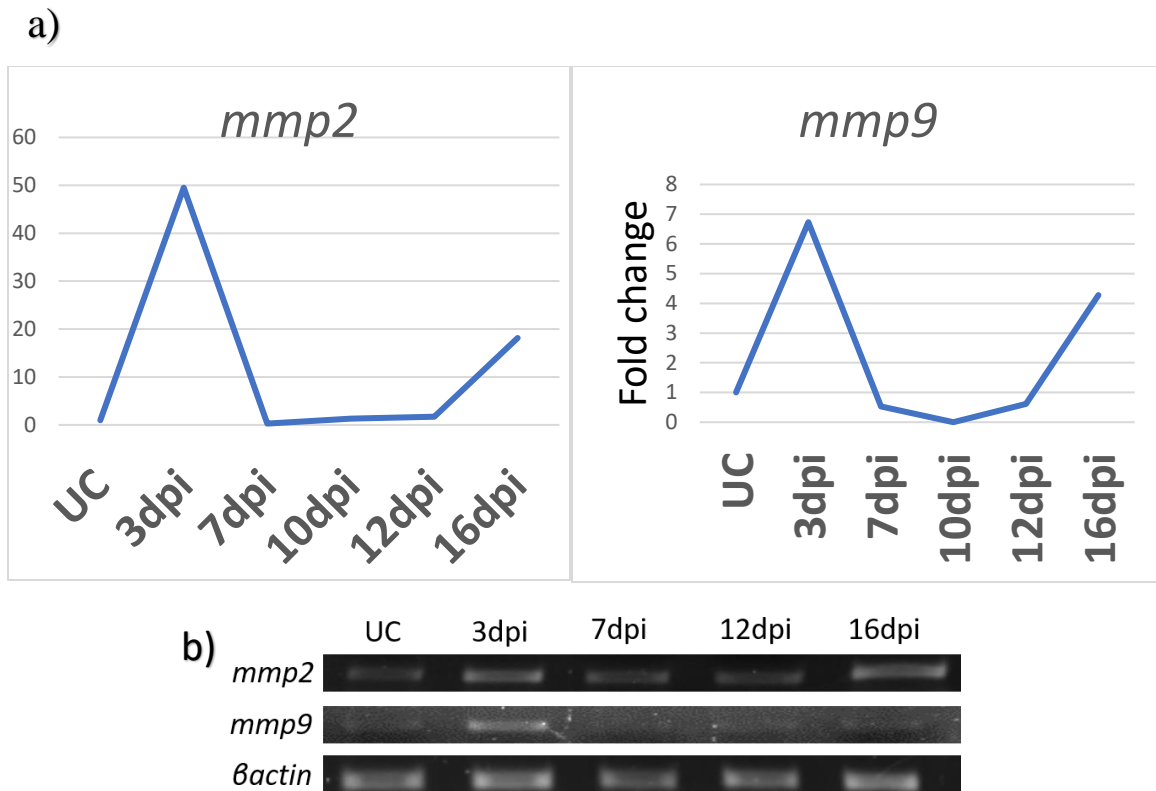 a)
mmp2
60
50
40
30
20
10
0
UC 3dpi 7dpi 10dpi 12dpi 16dpi
mmp9
Fold change
8
7
6
5
4
3
2
1
0
UC 3dpi 7dpi 10dpi 12dpi 16dpi
b)
UC 3dpi 7dpi 12dpi 16dpi
mmp2
mmp9
βactin